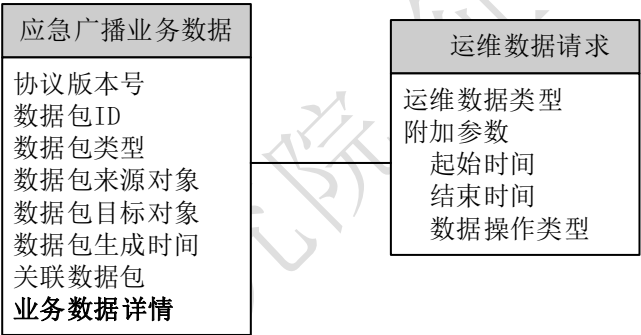 应急广播业务数据
协议版本号
数据包ID
数据包类型
数据包来源对象
数据包目标对象
数据包生成时间
关联数据包
业务数据详情
运维数据请求
运维数据类型
附加参数
起始时间
结束时间
数据操作类型